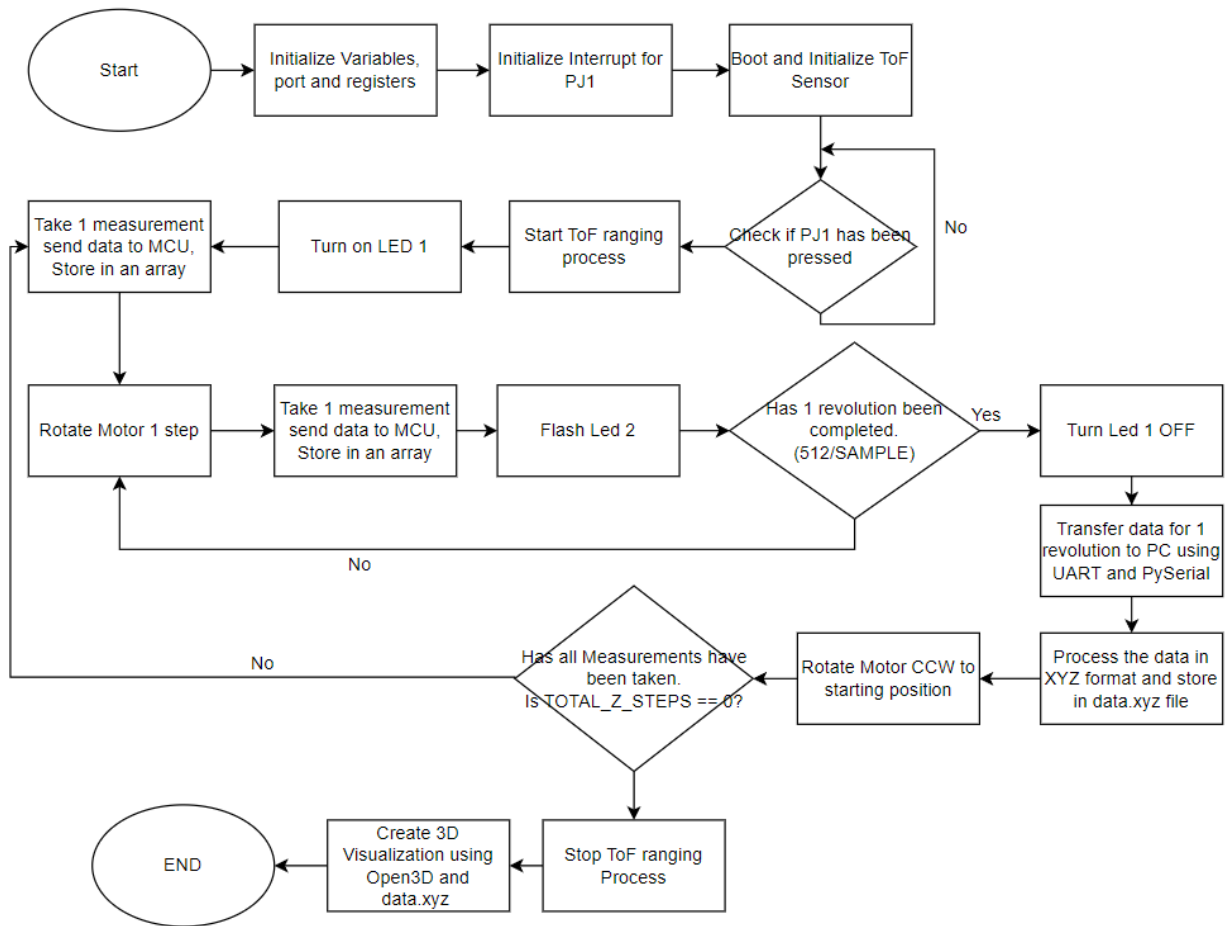 Start
Initialize Variables,
port and registers
Initialize Interrupt for
PJ1
Boot and Initialize ToF
Sensor
Check if PJ1 has been
pressed
No
Start ToF ranging
process
Turn on LED 1
Take 1 measurement
send data to MCU,
Store in an array
Rotate Motor 1 step
Take 1 measurement
send data to MCU,
Store in an array
Flash Led 2
Has 1 revolution been
completed.
(512/SAMPLE)
Yes
No
Turn Led 1 OFF
Transfer data for 1
revolution to PC using
UART and PySerial
Process the data in
XYZ format and store
in data.xyz file
Rotate Motor CCW to
starting position
Has all Measurements have
been taken.
Is TOTAL_Z_STEPS == 0?
No
Stop ToF ranging
Process
Create 3D
Visualization using
Open3D and
data.xyz
END